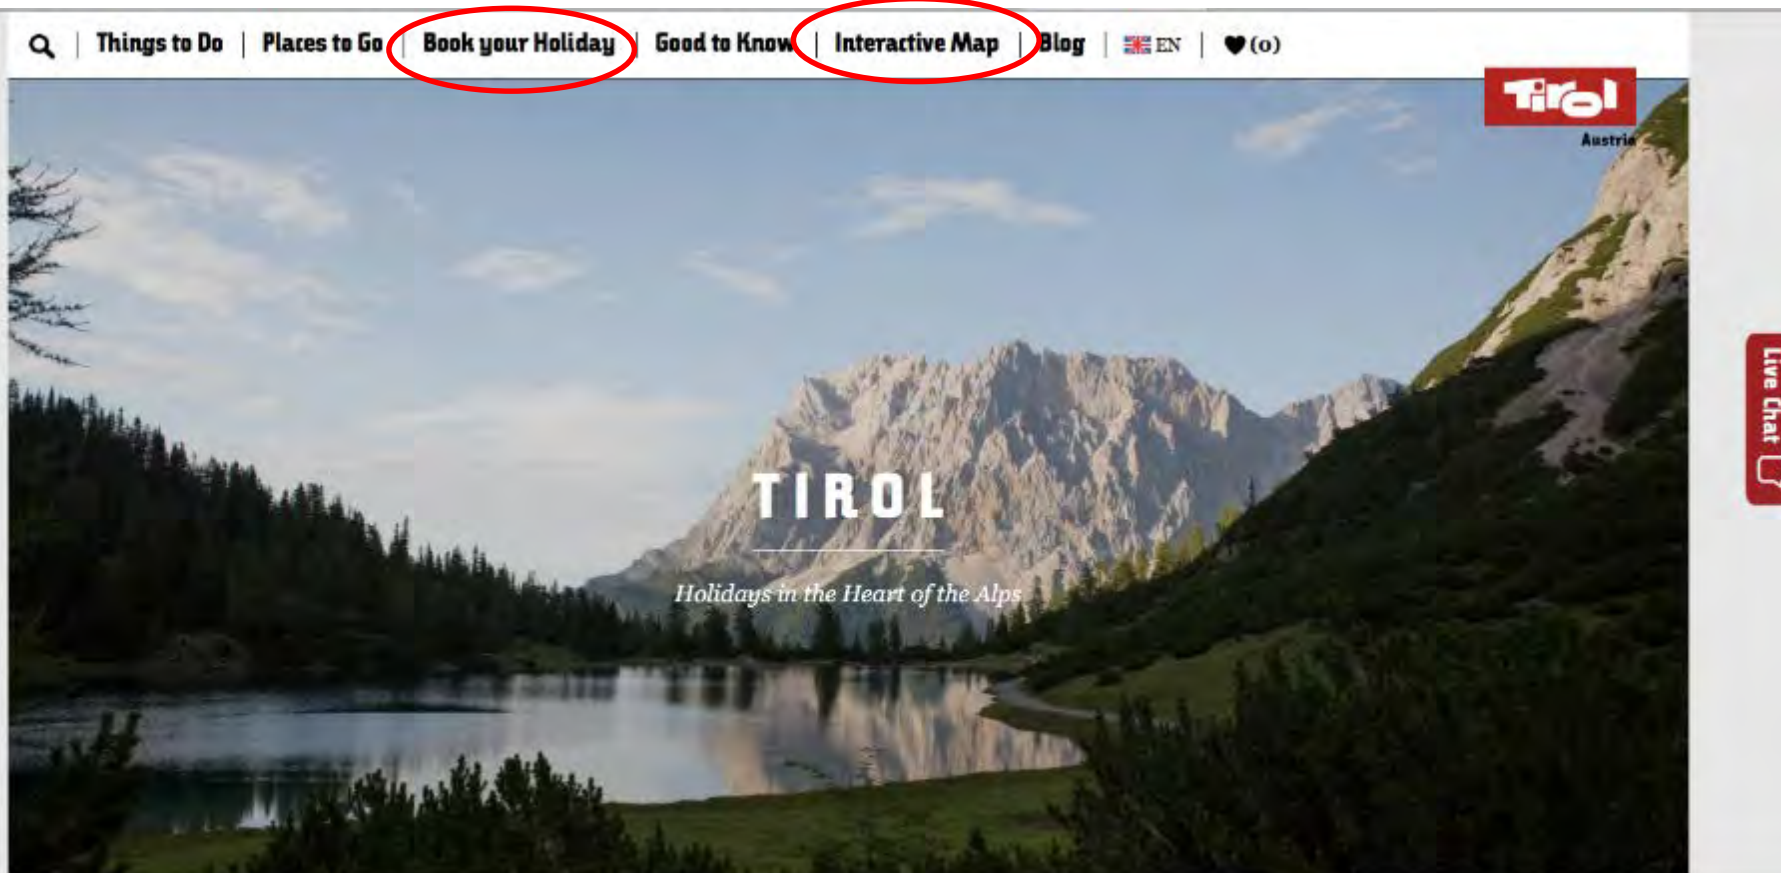 Things to Do | Places to Go | Book your Holiday | Good to Know | Interactive Map | Blog | EN | (0)
Tirol
Austria
Live Chat
TIROL
Holidays in the Heart of the Alps